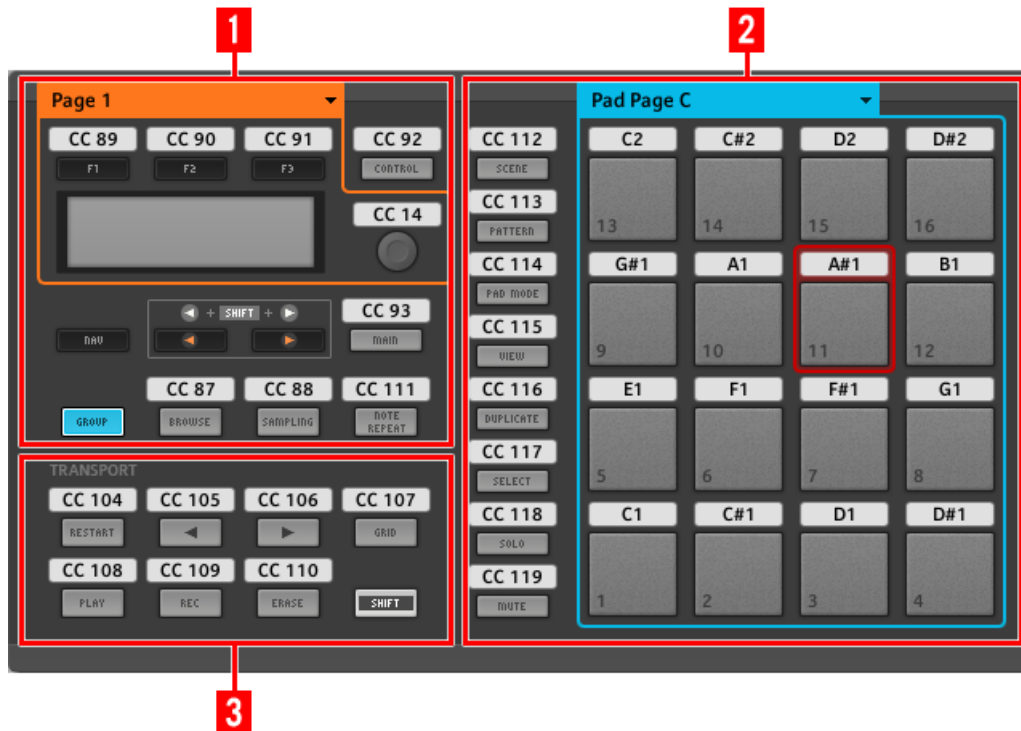 1
2
Page 1
CC 89 CC 90 CC 91 CC 92
F1 F2 F3 CONTROL
CC 14
+ SHIFT +
CC 93
NAV MAIN
CC 87 CC 88 CC 111
GROUP BROWSE SAMPLING NOTE REPEAT
TRANSPORT
CC 104 CC 105 CC 106 CC 107
RESTART GRID
CC 108 CC 109 CC 110
PLAY REC ERASE SHIFT
CC 112
SCENE
CC 113
PATTERN
CC 114
PAD MODE
CC 115
VIEW
CC 116
DUPLICATE
CC 117
SELECT
CC 118
SOLO
CC 119
MUTE
Pad Page C
C2 C#2 D2 D#2
13 14 15 16
G#1 A1 A#1 B1
9 10 11 12
E1 F1 F#1 G1
5 6 7 8
C1 C#1 D1 D#1
1 2 3 4
3